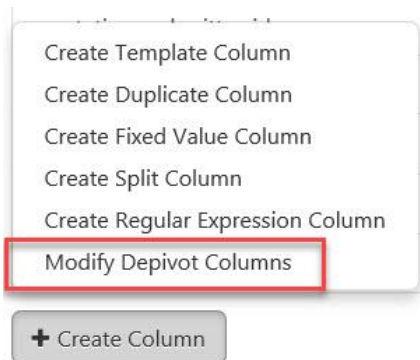 Create Template Column
Create Duplicate Column
Create Fixed Value Column
Create Split Column
Create Regular Expression Column
Modify Depivot Columns
+ Create Column